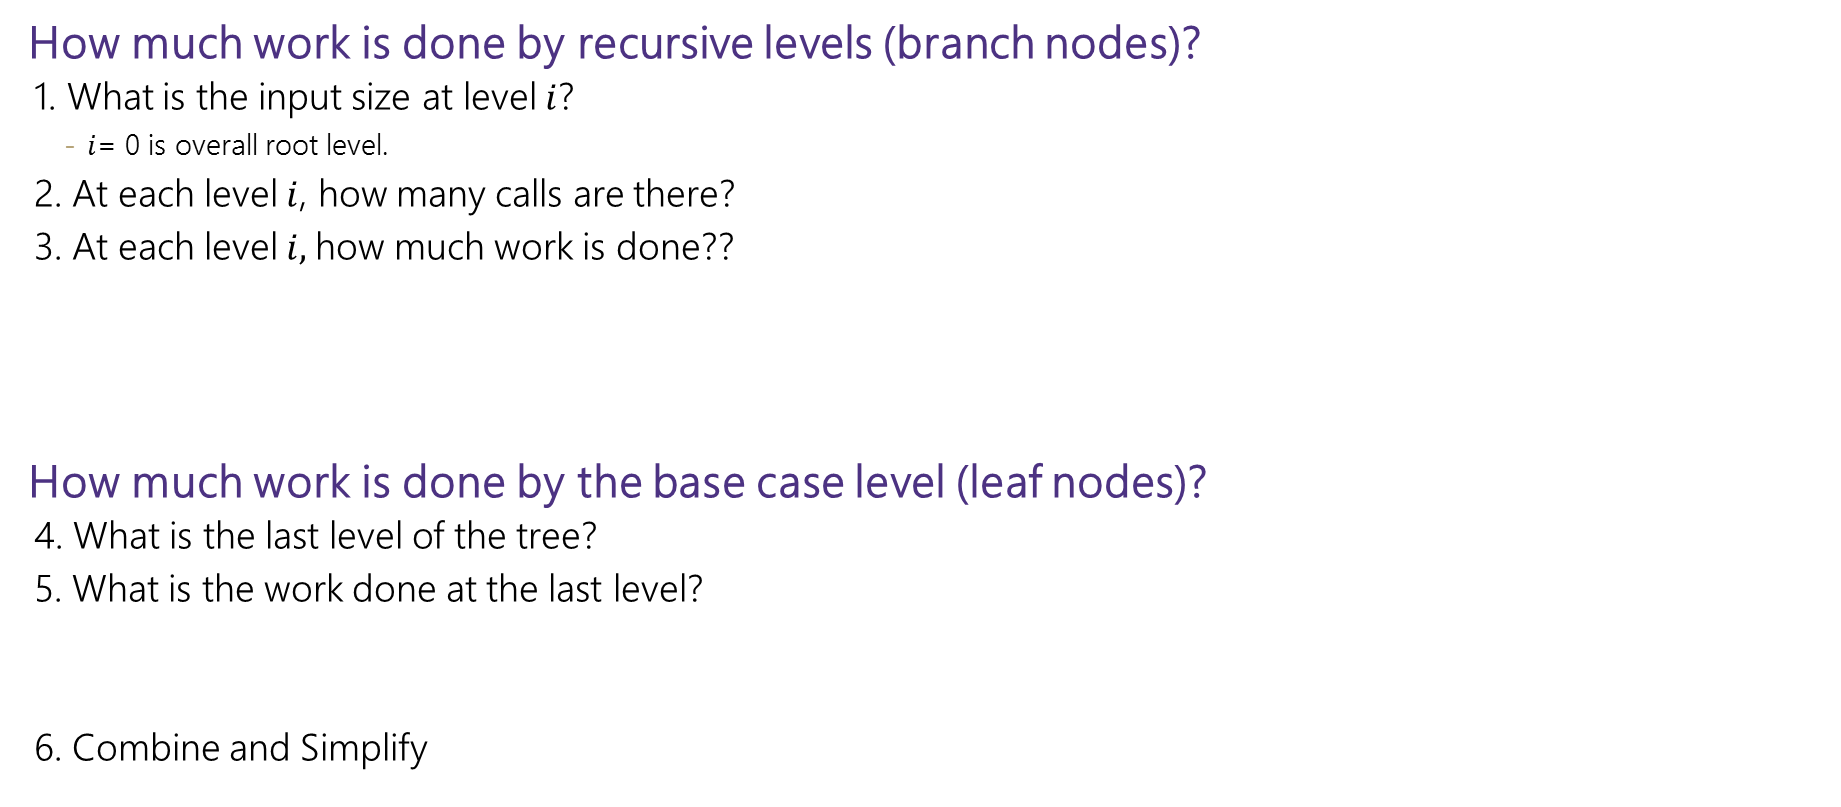 How much work is done by recursive levels (branch nodes)?
1. What is the input size at level i?
- i= 0 is overall root level.
2. At each level i, how many calls are there?
3. At each level i, how much work is done??
How much work is done by the base case level (leaf nodes)?
4. What is the last level of the tree?
5. What is the work done at the last level?
6. Combine and Simplify